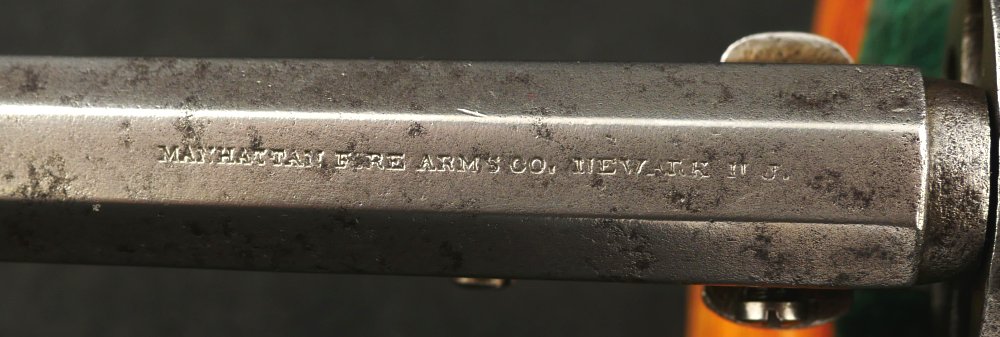 MANHATTAN FIRE ARMS CO. NEWARK N J.